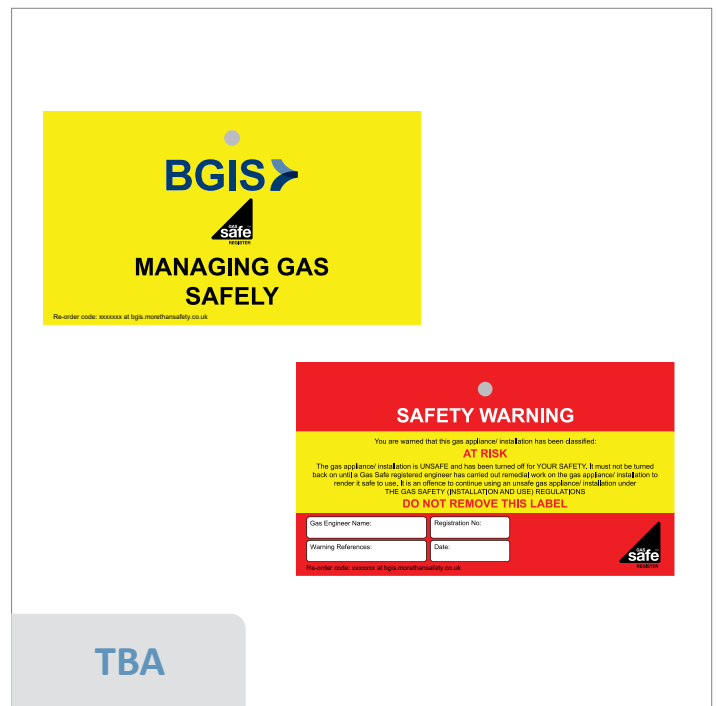 BGIS
GAS
safe
REGISTER
MANAGING GAS
SAFELY
Re-order code: xxxxxxx at bgis.morethansafety.co.uk
SAFETY WARNING
You are warned that this gas appliance/ installation has been classified:
AT RISK
The gas appliance/ installation is UNSAFE and has been turned off for YOUR SAFETY. It must not be turned
back on until a Gas Safe registered engineer has carried out remedial work on the gas appliance/ installation to
render it safe to use. It is an offence to continue using an unsafe gas appliance/ installation under
THE GAS SAFETY (INSTALLATION AND USE) REGULATIONS
DO NOT REMOVE THIS LABEL
Gas Engineer Name:
Registration No:
Warning References:
Date:
GAS
safe
REGISTER
Re-order code: xxxxxxx at bgis.morethansafety.co.uk
TBA